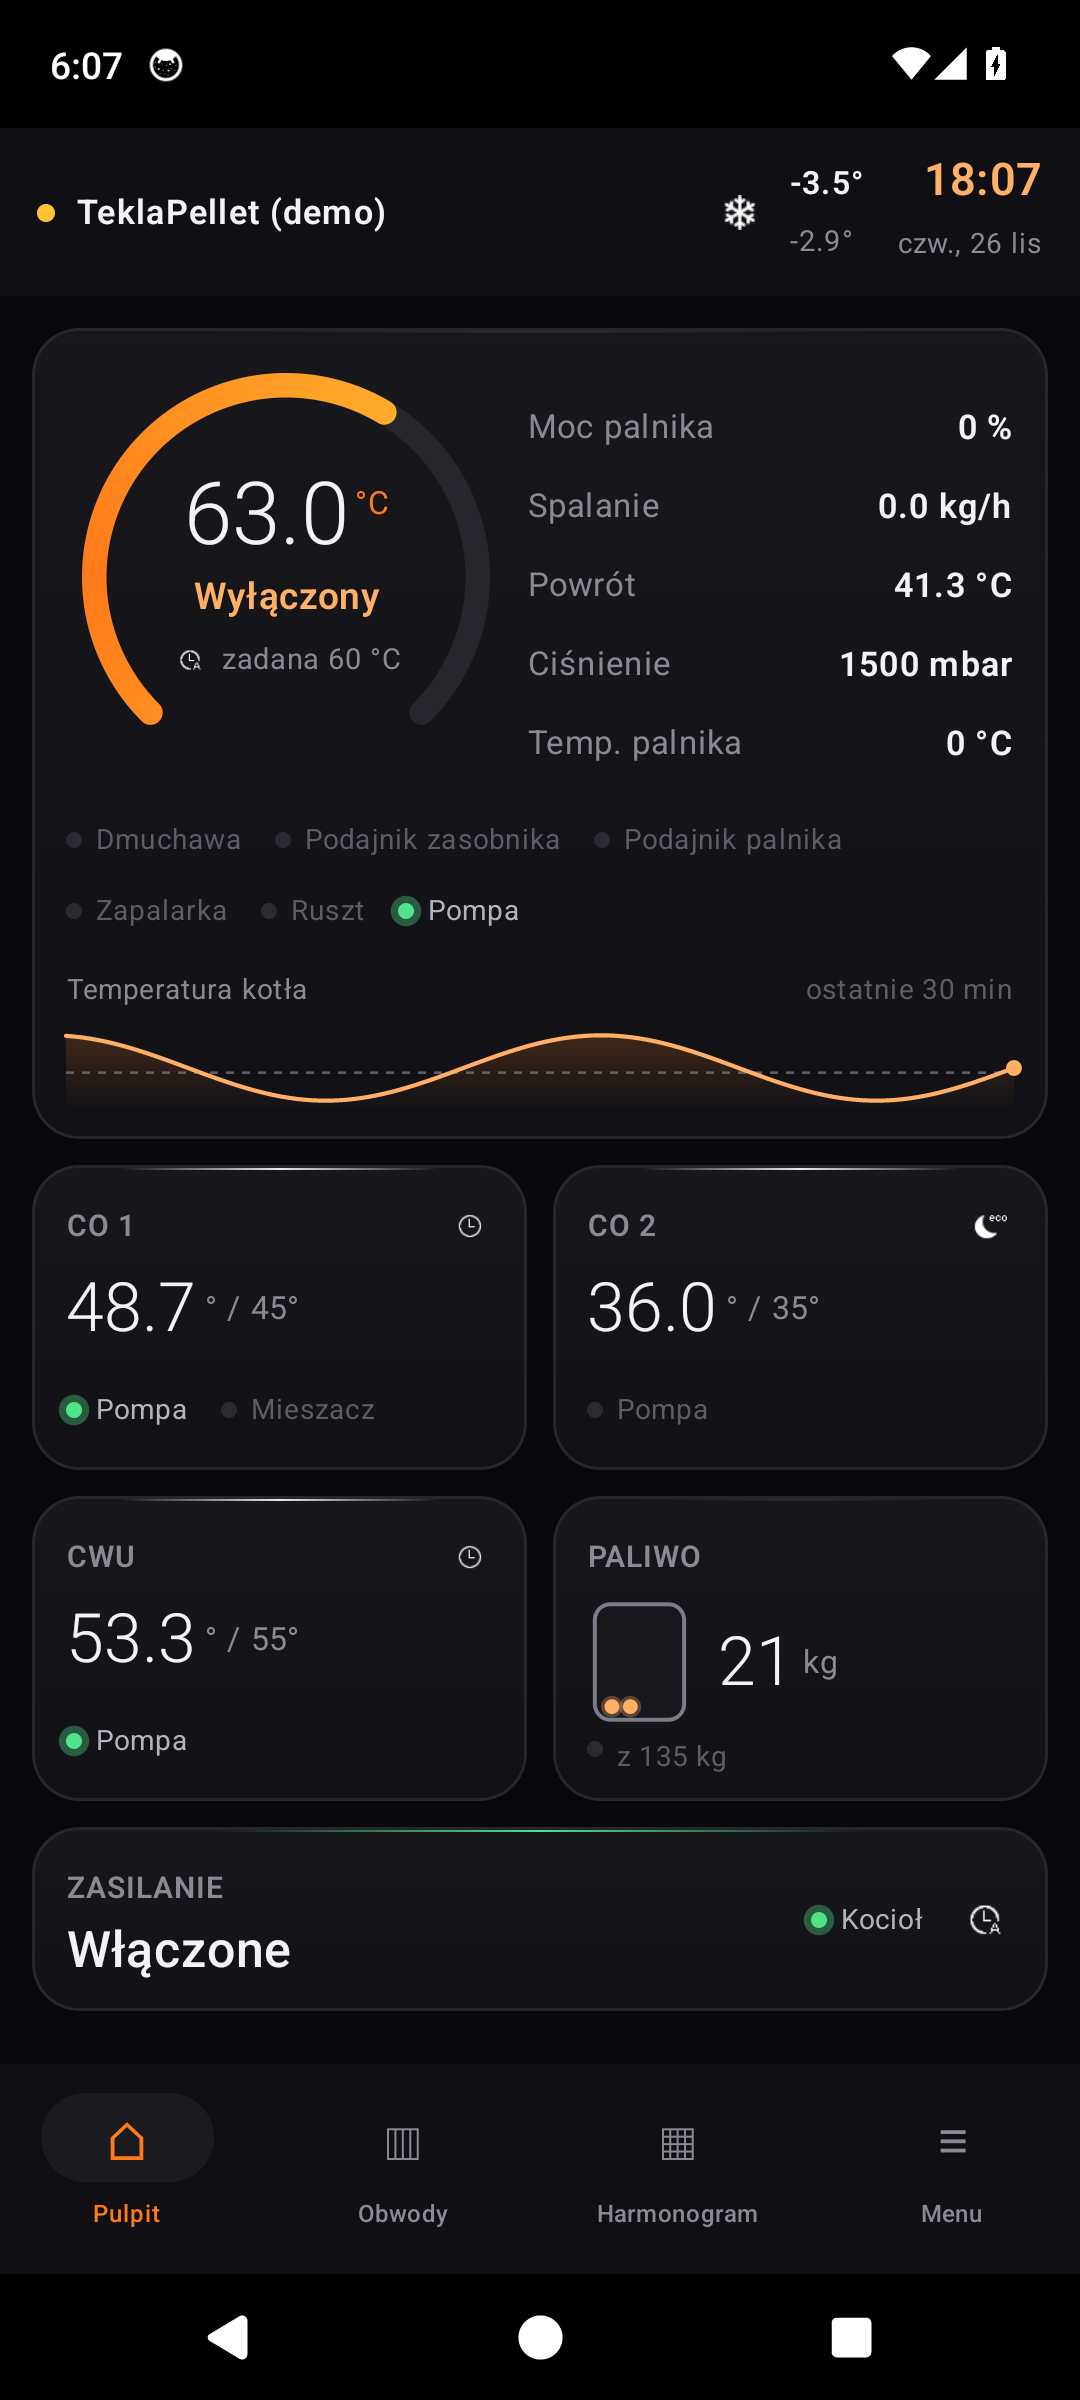 6:07
TeklaPellet (demo)
-3.5°
18:07
-2.9°
czw., 26 lis
63.0 °C
Wyłączony
zadana 60 °C
Moc palnika 0 %
Spalanie 0.0 kg/h
Powrót 41.3 °C
Ciśnienie 1500 mbar
Temp. palnika 0 °C
Dmuchawa Podajnik zasobnika Podajnik palnika
Zapalarka Ruszt Pompa
Temperatura kotła ostatnie 30 min
CO 1
48.7 ° / 45°
Pompa Mieszacz
CO 2 eco
36.0 ° / 35°
Pompa
CWU
53.3 ° / 55°
Pompa
PALIWO
21 kg
z 135 kg
ZASILANIE
Włączone
Kocioł
Pulpit Obwody Harmonogram Menu